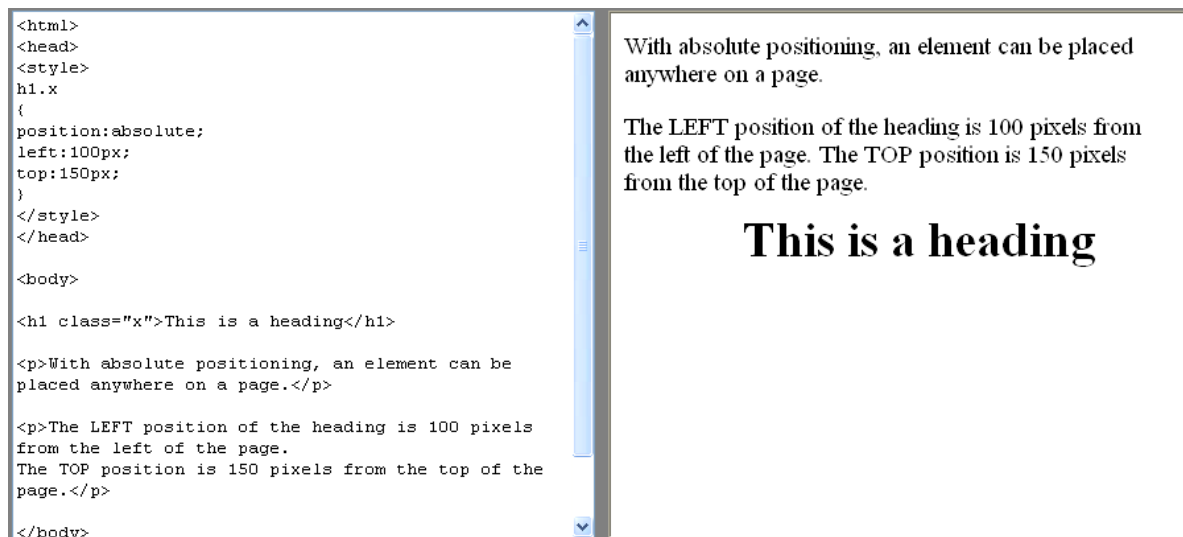 <html>
<head>
<style>
h1.x
{
position:absolute;
left:100px;
top:150px;
}
</style>
</head>
<body>
<h1 class="x">This is a heading</h1>
<p>With absolute positioning, an element can be
placed anywhere on a page.</p>
<p>The LEFT position of the heading is 100 pixels
from the left of the page.
The TOP position is 150 pixels from the top of the
page.</p>
</body>
With absolute positioning, an element can be placed
anywhere on a page.
The LEFT position of the heading is 100 pixels from
the left of the page. The TOP position is 150 pixels
from the top of the page.
This is a heading